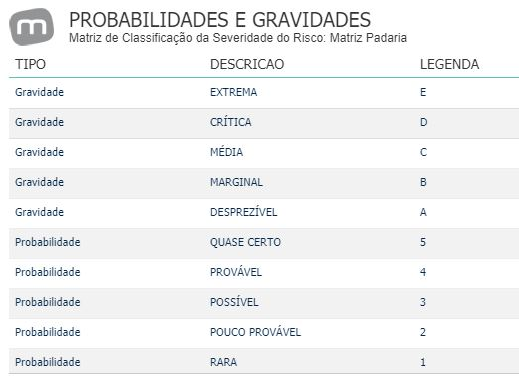 m
PROBABILIDADES E GRAVIDADES
Matriz de Classificação da Severidade do Risco: Matriz Padaria
TIPO DESCRICAO LEGENDA
Gravidade EXTREMA E
Gravidade CRÍTICA D
Gravidade MÉDIA C
Gravidade MARGINAL B
Gravidade DESPREZÍVEL A
Probabilidade QUASE CERTO 5
Probabilidade PROVÁVEL 4
Probabilidade POSSÍVEL 3
Probabilidade POUCO PROVÁVEL 2
Probabilidade RARA 1